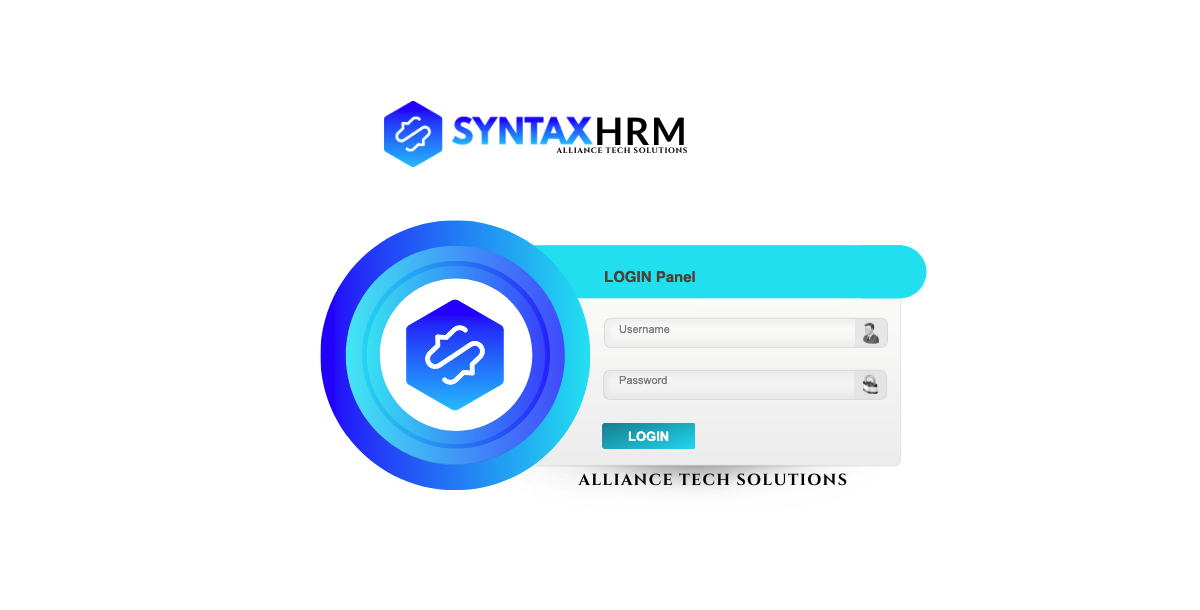 SYNTAXHRM
ALLIANCE TECH SOLUTIONS
LOGIN Panel
Username
Password
LOGIN
ALLIANCE TECH SOLUTIONS